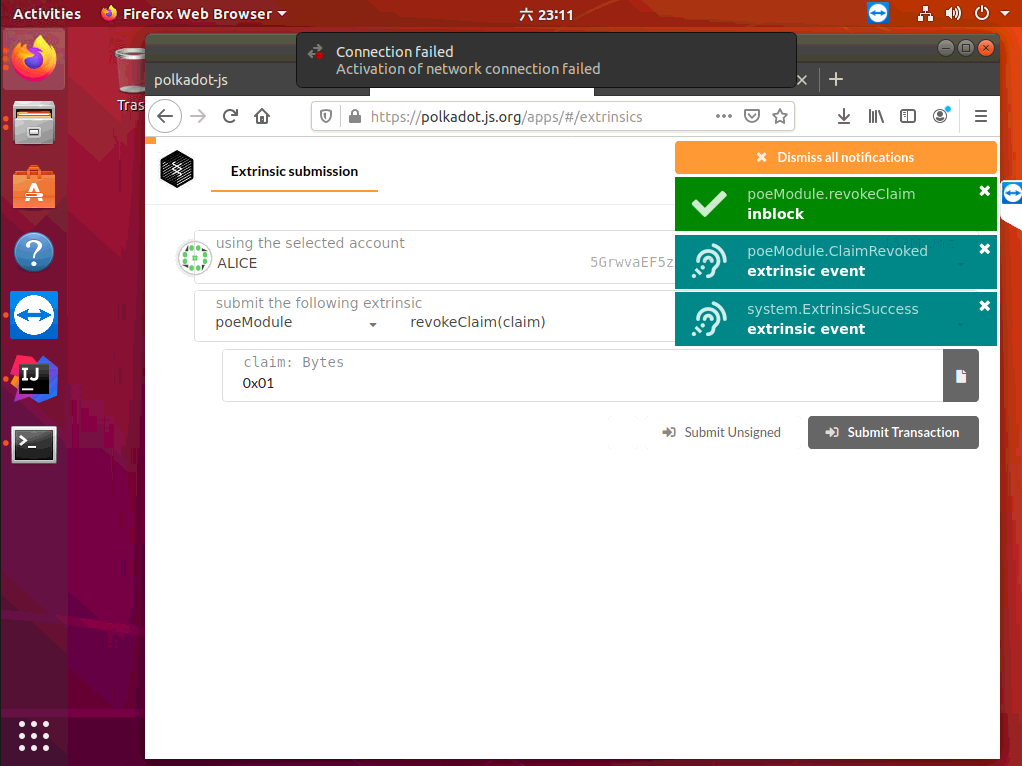 Activities
Firefox Web Browser
六 23:11
Connection failed
Activation of network connection failed
Tras
polkadot-js
https://polkadot.js.org/apps/#/extrinsics
Extrinsic submission
Dismiss all notifications
poeModule.revokeClaim
inblock
poeModule.ClaimRevoked
extrinsic event
system.ExtrinsicSuccess
extrinsic event
using the selected account
ALICE
5GrwvaEF5z
submit the following extrinsic
poeModule
revokeClaim(claim)
claim: Bytes
0x01
Submit Unsigned
Submit Transaction
IJ